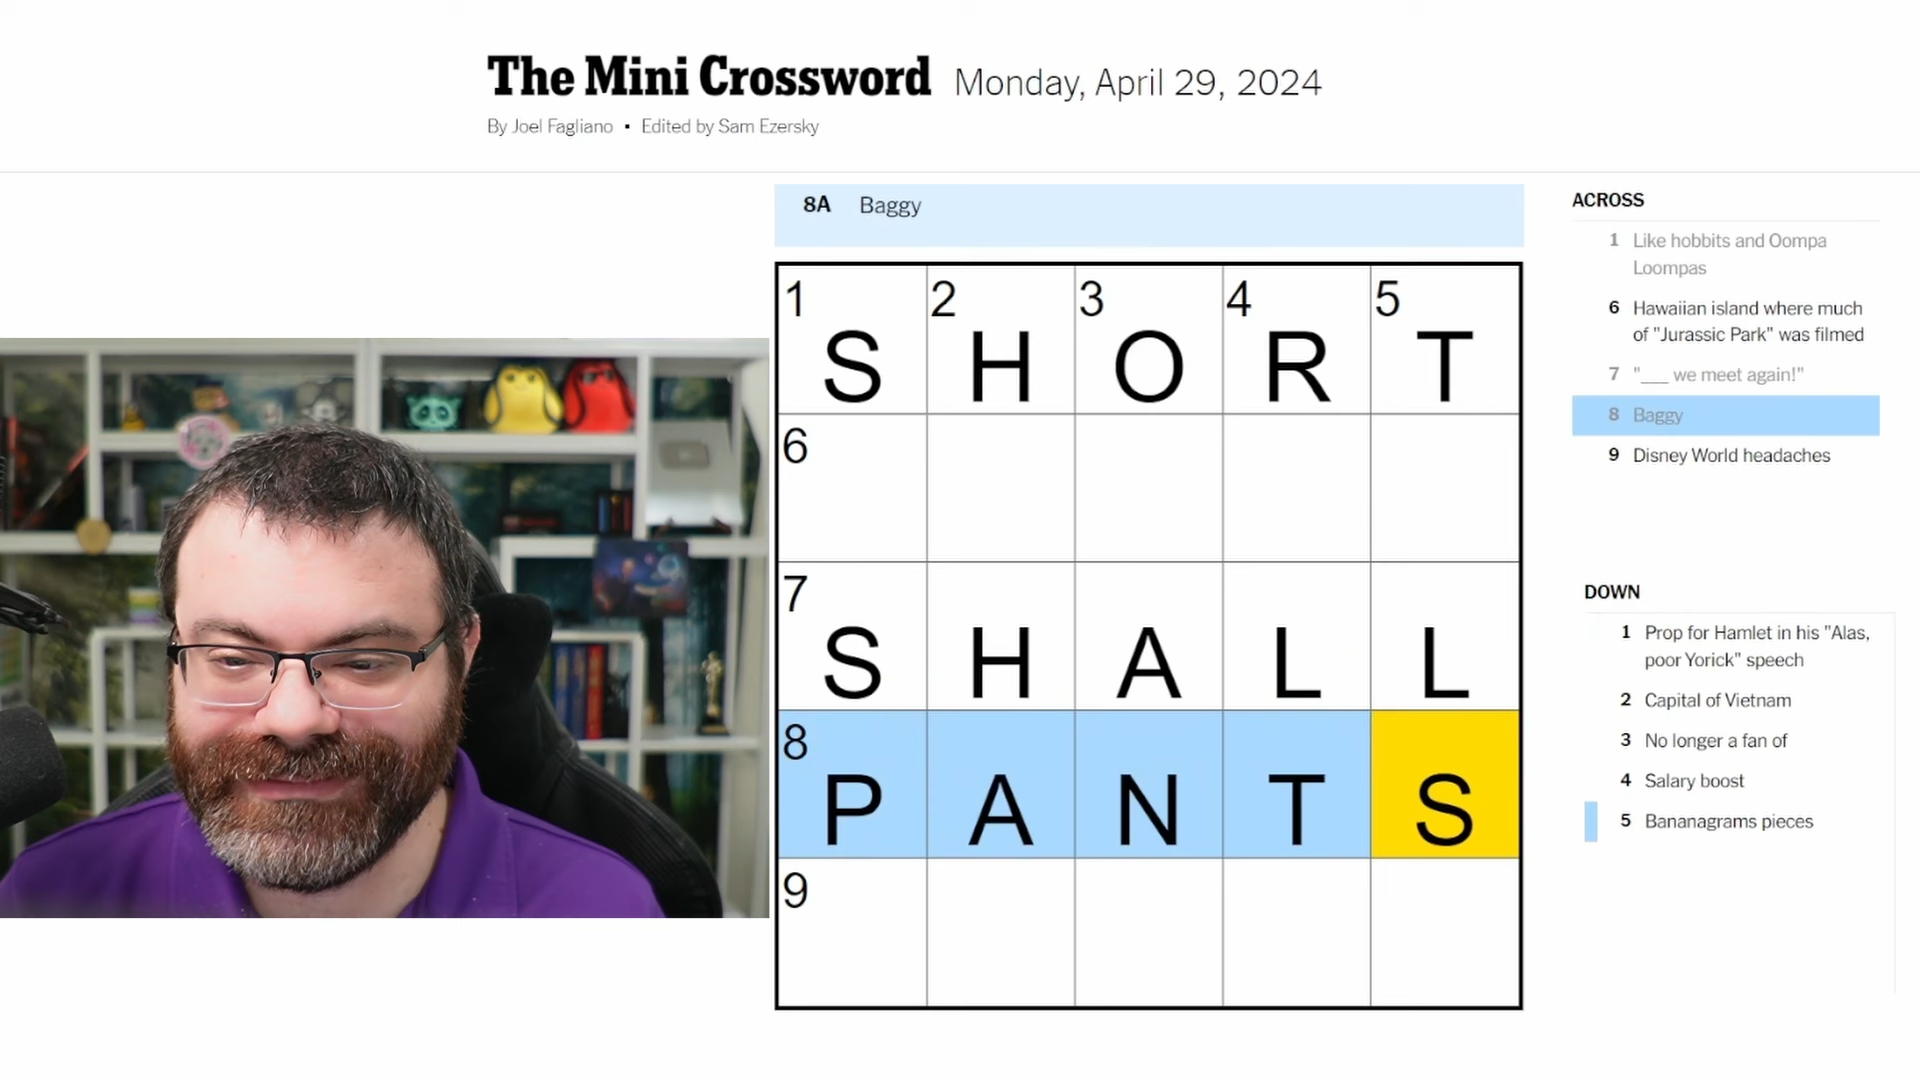 The Mini Crossword Monday, April 29, 2024
By Joel Fagliano • Edited by Sam Ezersky
8A Baggy
1 2 3 4 5
S H O R T
6
7
S H A L L
8
P A N T S
9
ACROSS
1 Like hobbits and Oompa
Loompas
6 Hawaiian island where much
of "Jurassic Park" was filmed
7 "___ we meet again!"
8 Baggy
9 Disney World headaches
DOWN
1 Prop for Hamlet in his "Alas,
poor Yorick" speech
2 Capital of Vietnam
3 No longer a fan of
4 Salary boost
5 Bananagrams pieces